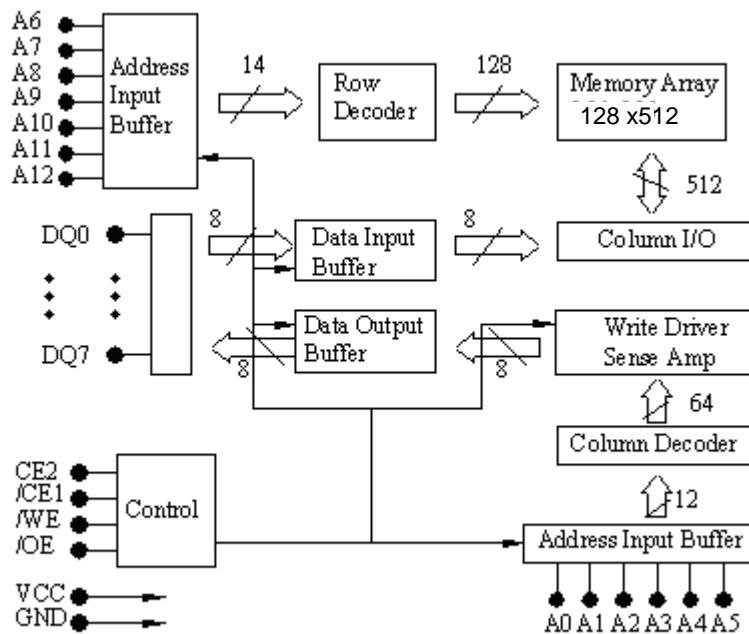 A6
A7
A8
A9
A10
A11
A12
Address
Input
Buffer
14
Row
Decoder
128
Memory Array
128 x512
512
DQ0
DQ7
8
Data Input
Buffer
8
Column I/O
8
Data Output
Buffer
8
Write Driver
Sense Amp
64
Column Decoder
12
Address Input Buffer
A0 A1 A2 A3 A4 A5
CE2
/CE1
/WE
/OE
Control
VCC
GND